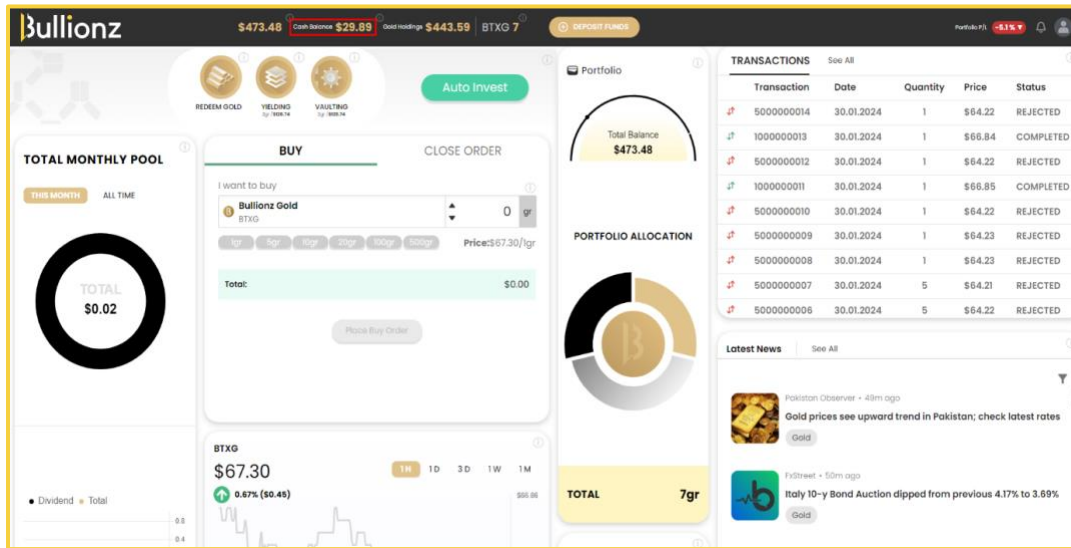 Bullionz
$473.48 Cash Balance $29.89 Gold Holdings $443.59 BTXG 7 DEPOSIT FUNDS Portfolio P/L -5.1%
REDEEM GOLD YIELDING VAULTING
Auto Invest
TOTAL MONTHLY POOL
THIS MONTH ALL TIME
TOTAL
$0.02
Dividend Total
0.8
0.4
BUY CLOSE ORDER
I want to buy
Bullionz Gold
BTXG
0 gr
1gr 5gr 10gr 20gr 100gr 500gr Price:$67.30/1gr
Total: $0.00
Place Buy Order
BTXG
$67.30
1H 1D 3D 1W 1M
0.67% ($0.45)
Portfolio
Total Balance
$473.48
PORTFOLIO ALLOCATION
TOTAL 7gr
TRANSACTIONS See All
Transaction Date Quantity Price Status
5000000014 30.01.2024 1 $64.22 REJECTED
1000000013 30.01.2024 1 $66.84 COMPLETED
5000000012 30.01.2024 1 $64.22 REJECTED
1000000011 30.01.2024 1 $66.85 COMPLETED
5000000010 30.01.2024 1 $64.22 REJECTED
5000000009 30.01.2024 1 $64.23 REJECTED
5000000008 30.01.2024 1 $64.23 REJECTED
5000000007 30.01.2024 5 $64.21 REJECTED
5000000006 30.01.2024 5 $64.22 REJECTED
Latest News See All
Pakistan Observer • 49m ago
Gold prices see upward trend in Pakistan; check latest rates
Gold
FxStreet • 50m ago
Italy 10-y Bond Auction dipped from previous 4.17% to 3.69%
Gold